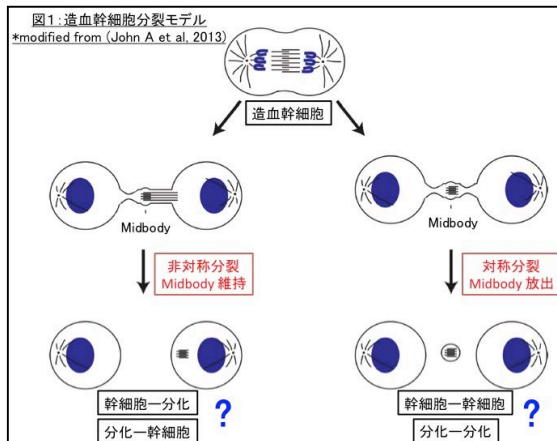 図1:造血幹細胞分裂モデル
*modified from (John A et al, 2013)
造血幹細胞
Midbody
Midbody
非対称分裂
Midbody 維持
対称分裂
Midbody 放出
幹細胞ー分化
分化ー幹細胞
?
幹細胞ー幹細胞
分化ー分化
?